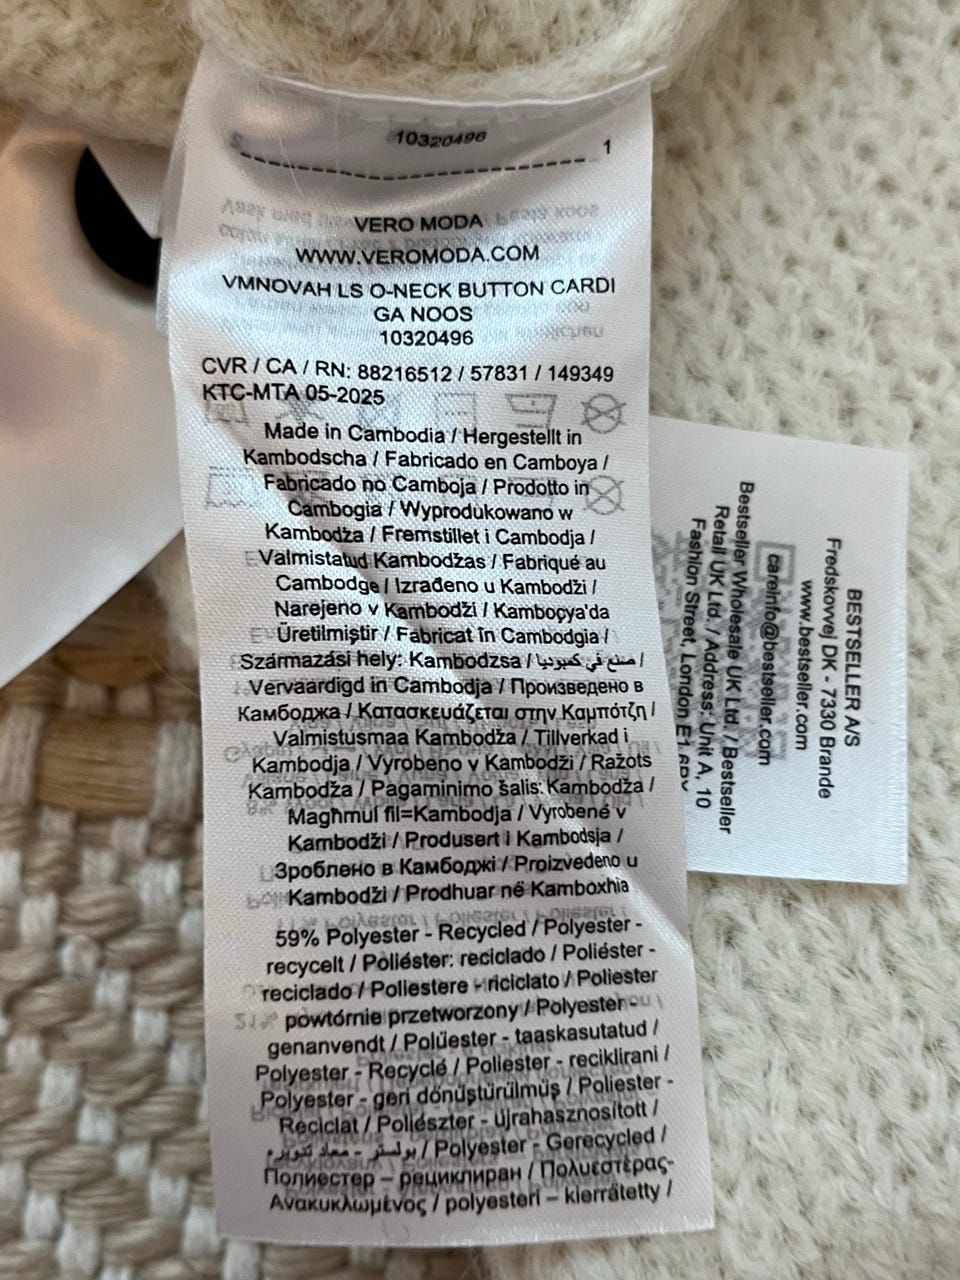 10320496
1
VERO MODA
WWW.VEROMODA.COM
VMNOVAH LS O-NECK BUTTON CARDI
GA NOOS
10320496
CVR / CA / RN: 88216512 / 57831 / 149349
KTC-MTA 05-2025
Made in Cambodia / Hergestellt in
Kambodscha / Fabricado en Camboya /
Fabricado no Camboja / Prodotto in
Cambogia / Wyprodukowano w
Kambodża / Fremstillet i Cambodja /
Valmistatud Kambodžas / Fabriqué au
Cambodge / Izrađeno u Kambodži /
Narejeno v Kambodži / Kamboçya'da
Üretilmiştir / Fabricat în Cambodgia /
Származási hely: Kambodzsa / صنع في كمبوديا /
Vervaardigd in Cambodja / Произведено в
Камбоджа / Κατασκευάζεται στην Καμπότζη /
Valmistusmaa Kambodža / Tillverkad i
Kambodja / Vyrobeno v Kambodži / Ražots
Kambodža / Pagaminimo šalis: Kambodža /
Magħmul fil=Kambodja / Vyrobené v
Kambodži / Produsert i Kambodsja /
Зроблено в Камбоджі / Proizvedeno u
Kambodži / Prodhuar në Kamboxhia
59% Polyester - Recycled / Polyester -
recycelt / Poliéster: reciclado / Poliéster -
reciclado / Poliestere - riciclato / Poliester
powtórnie przetworzony / Polyester -
genanvendt / Polüester - taaskasutatud /
Polyester - Recyclé / Poliester - reciklirani /
Polyester - geri dönüştürülmüş / Poliester -
Reciclat / Poliészter - újrahasznosított /
بولستر - معاد تدويره / Polyester - Gerecycled /
Полиестер – рециклиран / Πολυεστέρας-
Ανακυκλωμένος / polyesteri – kierrätetty /
BESTSELLER A/S
Fredskovvej DK - 7330 Brande
www.bestseller.com
careinfo@bestseller.com
Bestseller Wholesale UK Ltd / Bestseller
Retail UK Ltd. / Address: Unit A, 10
Fashion Street, London E1